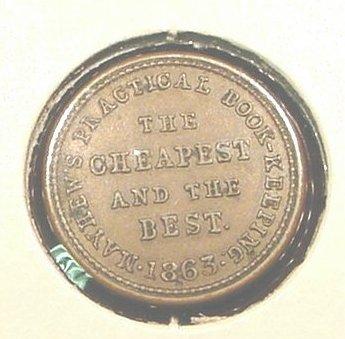 MAYHEW'S PRACTICAL BOOK-KEEPING.
THE
CHEAPEST
AND THE
BEST.
· 1863 ·